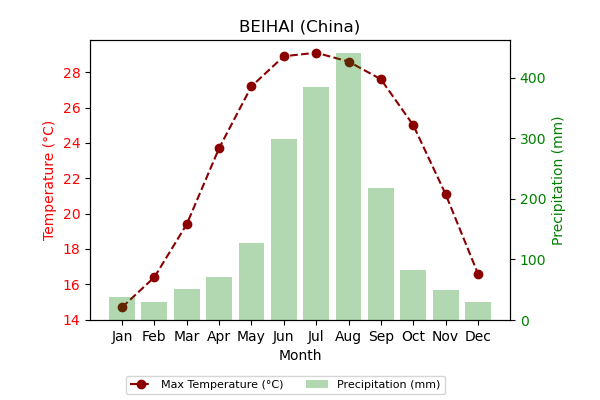 BEIHAI (China)
Temperature (°C)
28
26
24
22
20
18
16
14
400
300
200
100
0
Precipitation (mm)
Jan Feb Mar Apr May Jun Jul Aug Sep Oct Nov Dec
Month
Max Temperature (°C) Precipitation (mm)